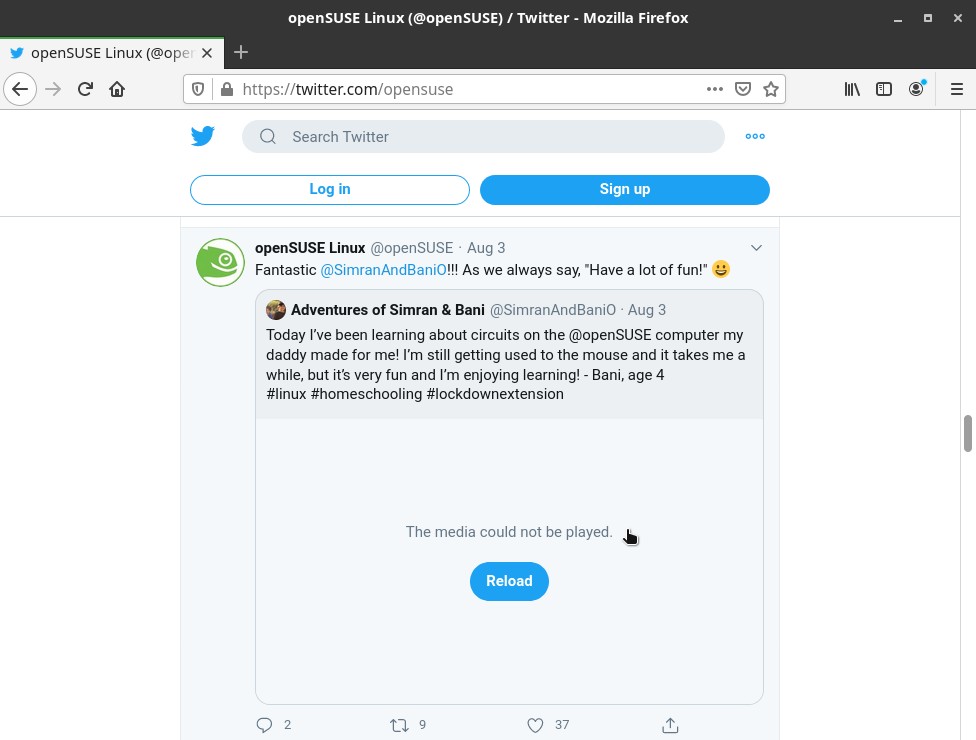 openSUSE Linux (@openSUSE) / Twitter - Mozilla Firefox
openSUSE Linux (@oper
https://twitter.com/opensuse
Search Twitter
Log in
Sign up
openSUSE Linux @openSUSE · Aug 3
Fantastic @SimranAndBaniO!!! As we always say, "Have a lot of fun!" 😀
Adventures of Simran & Bani @SimranAndBaniO · Aug 3
Today I’ve been learning about circuits on the @openSUSE computer my
daddy made for me! I’m still getting used to the mouse and it takes me a
while, but it’s very fun and I’m enjoying learning! - Bani, age 4
#linux #homeschooling #lockdownextension
The media could not be played.
Reload
2 9 37